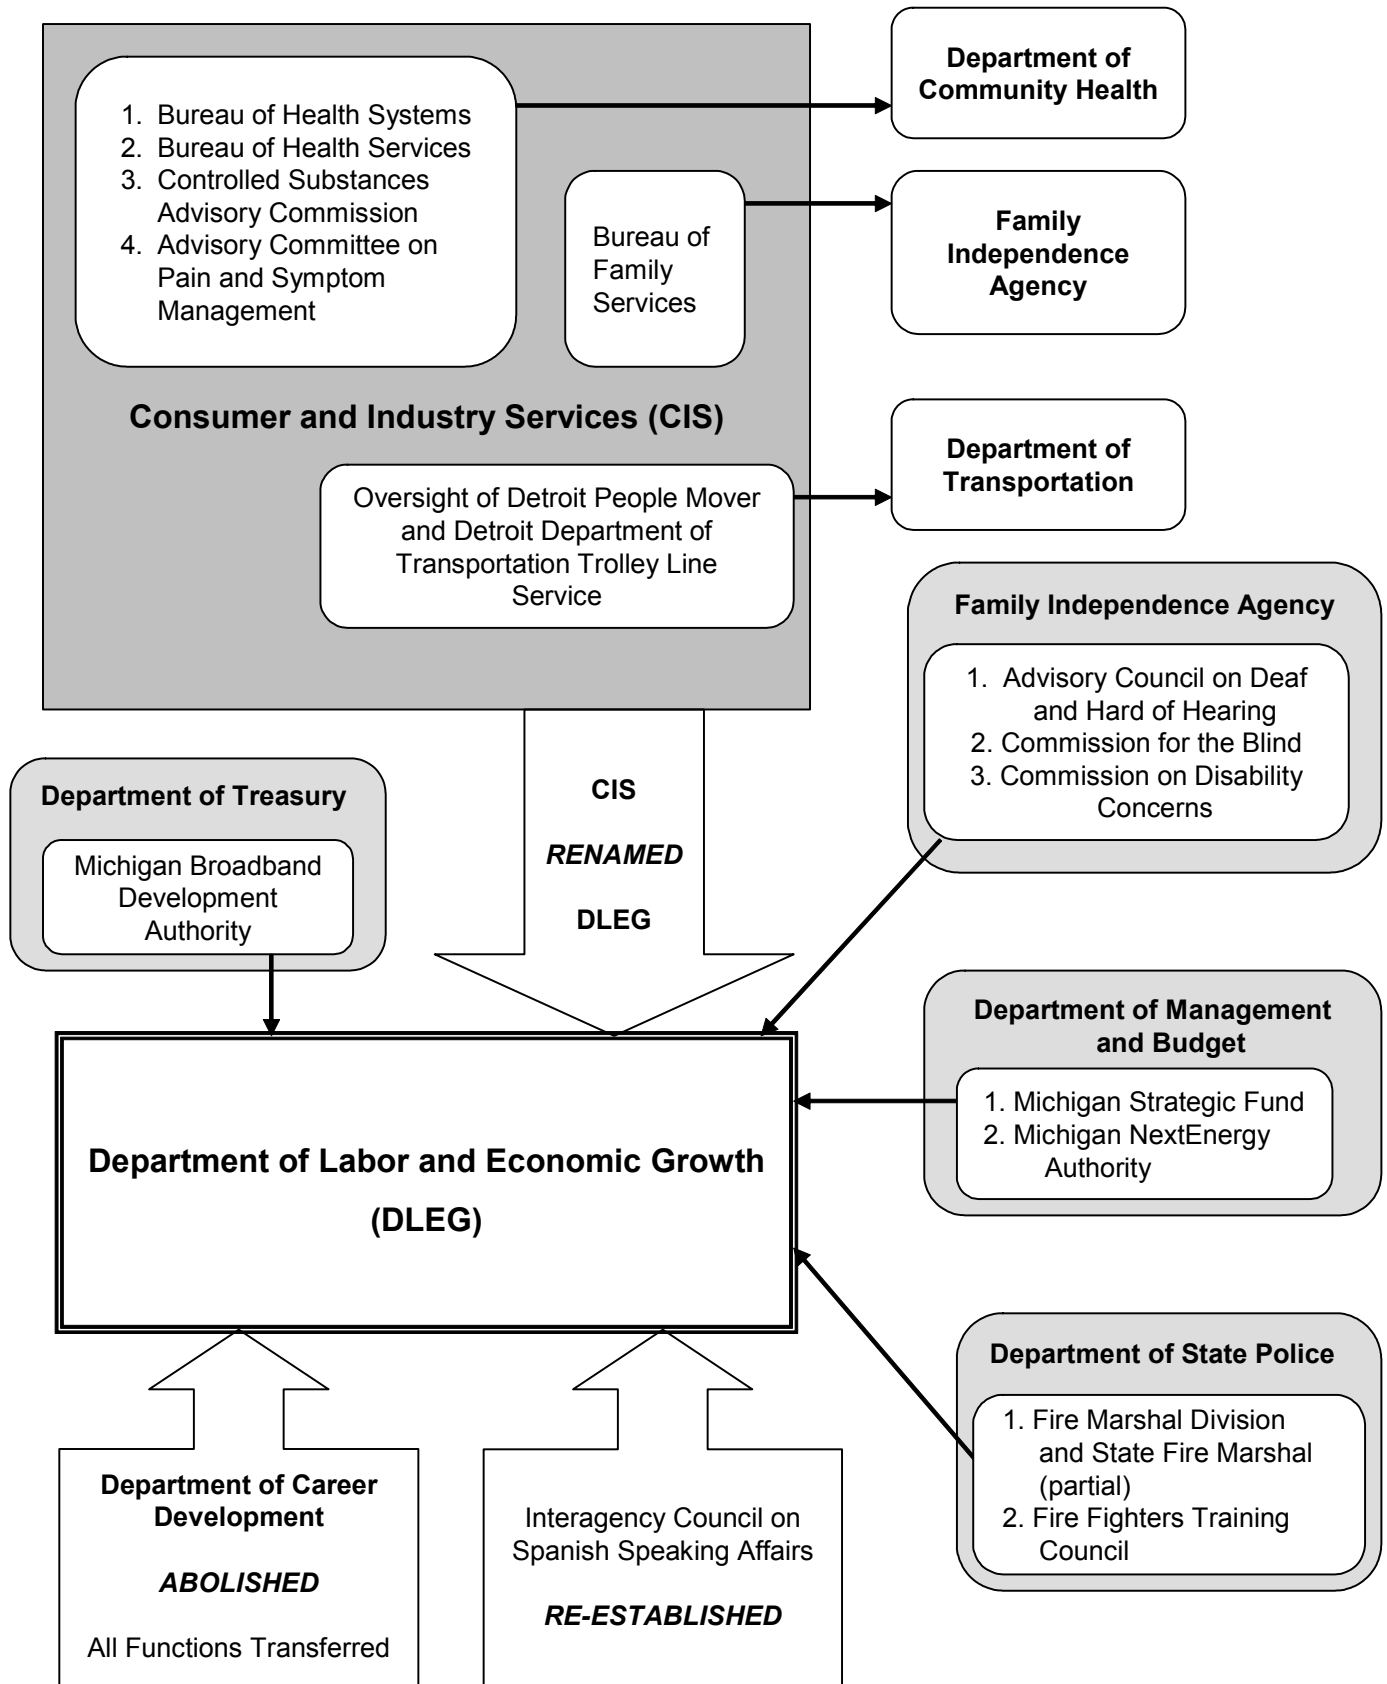 Department of
Community Health
1. Bureau of Health Systems
2. Bureau of Health Services
3. Controlled Substances
Advisory Commission
4. Advisory Committee on
Pain and Symptom
Management
Bureau of
Family
Services
Family
Independence
Agency
Consumer and Industry Services (CIS)
Department of
Transportation
Oversight of Detroit People Mover
and Detroit Department of
Transportation Trolley Line
Service
Family Independence Agency
1. Advisory Council on Deaf
and Hard of Hearing
2. Commission for the Blind
3. Commission on Disability
Concerns
CIS
RENAMED
DLEG
Department of Treasury
Michigan Broadband
Development
Authority
Department of Management
and Budget
1. Michigan Strategic Fund
2. Michigan NextEnergy
Authority
Department of Labor and Economic Growth
(DLEG)
Department of State Police
1. Fire Marshal Division
and State Fire Marshal
(partial)
2. Fire Fighters Training
Council
Department of Career
Development
ABOLISHED
All Functions Transferred
Interagency Council on
Spanish Speaking Affairs
RE-ESTABLISHED